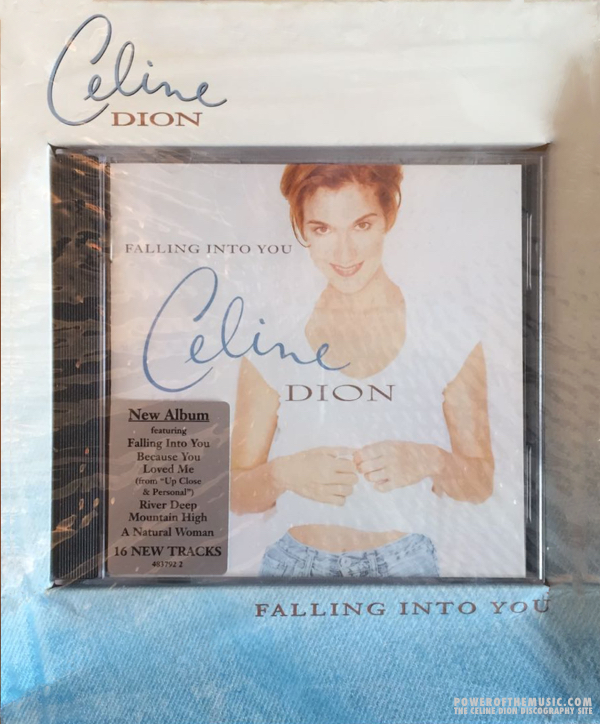 Celine
DION
FALLING INTO YOU
Celine
DION
New Album
featuring
Falling Into You
Because You
Loved Me
(from "Up Close
& Personal")
River Deep
Mountain High
A Natural Woman
16 NEW TRACKS
483792 2
FALLING INTO YOU
POWEROFTHEMUSIC.COM
THE CELINE DION DISCOGRAPHY SITE